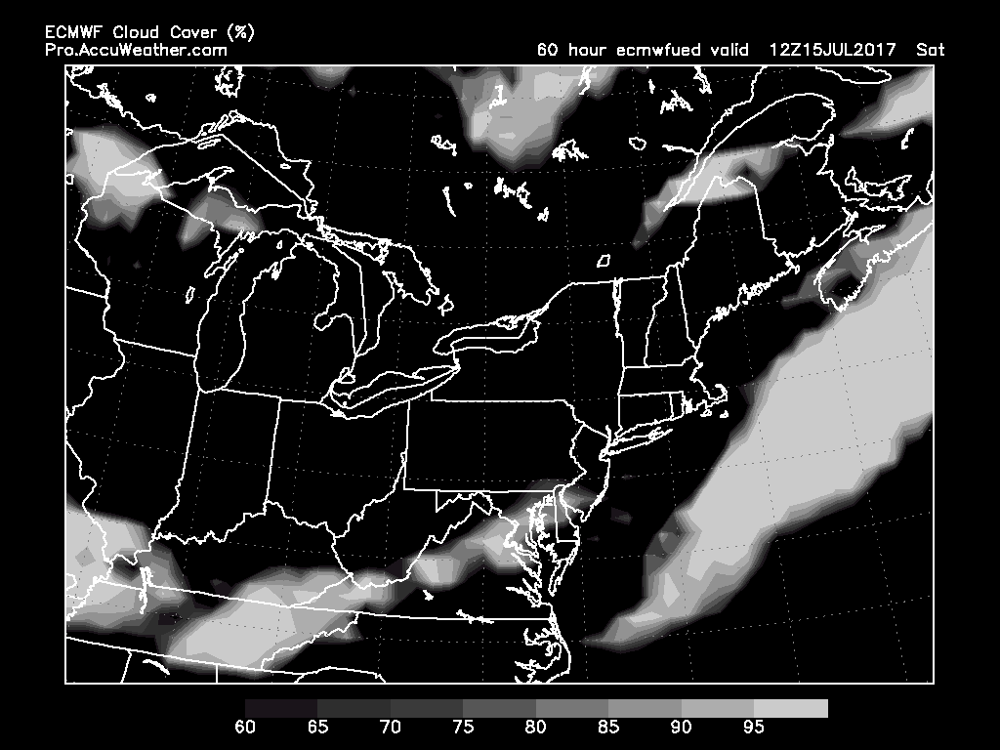 ECMWF Cloud Cover (%)
Pro.AccuWeather.com
60 hour ecmwfued valid 12Z15JUL2017 Sat
60 65 70 75 80 85 90 95